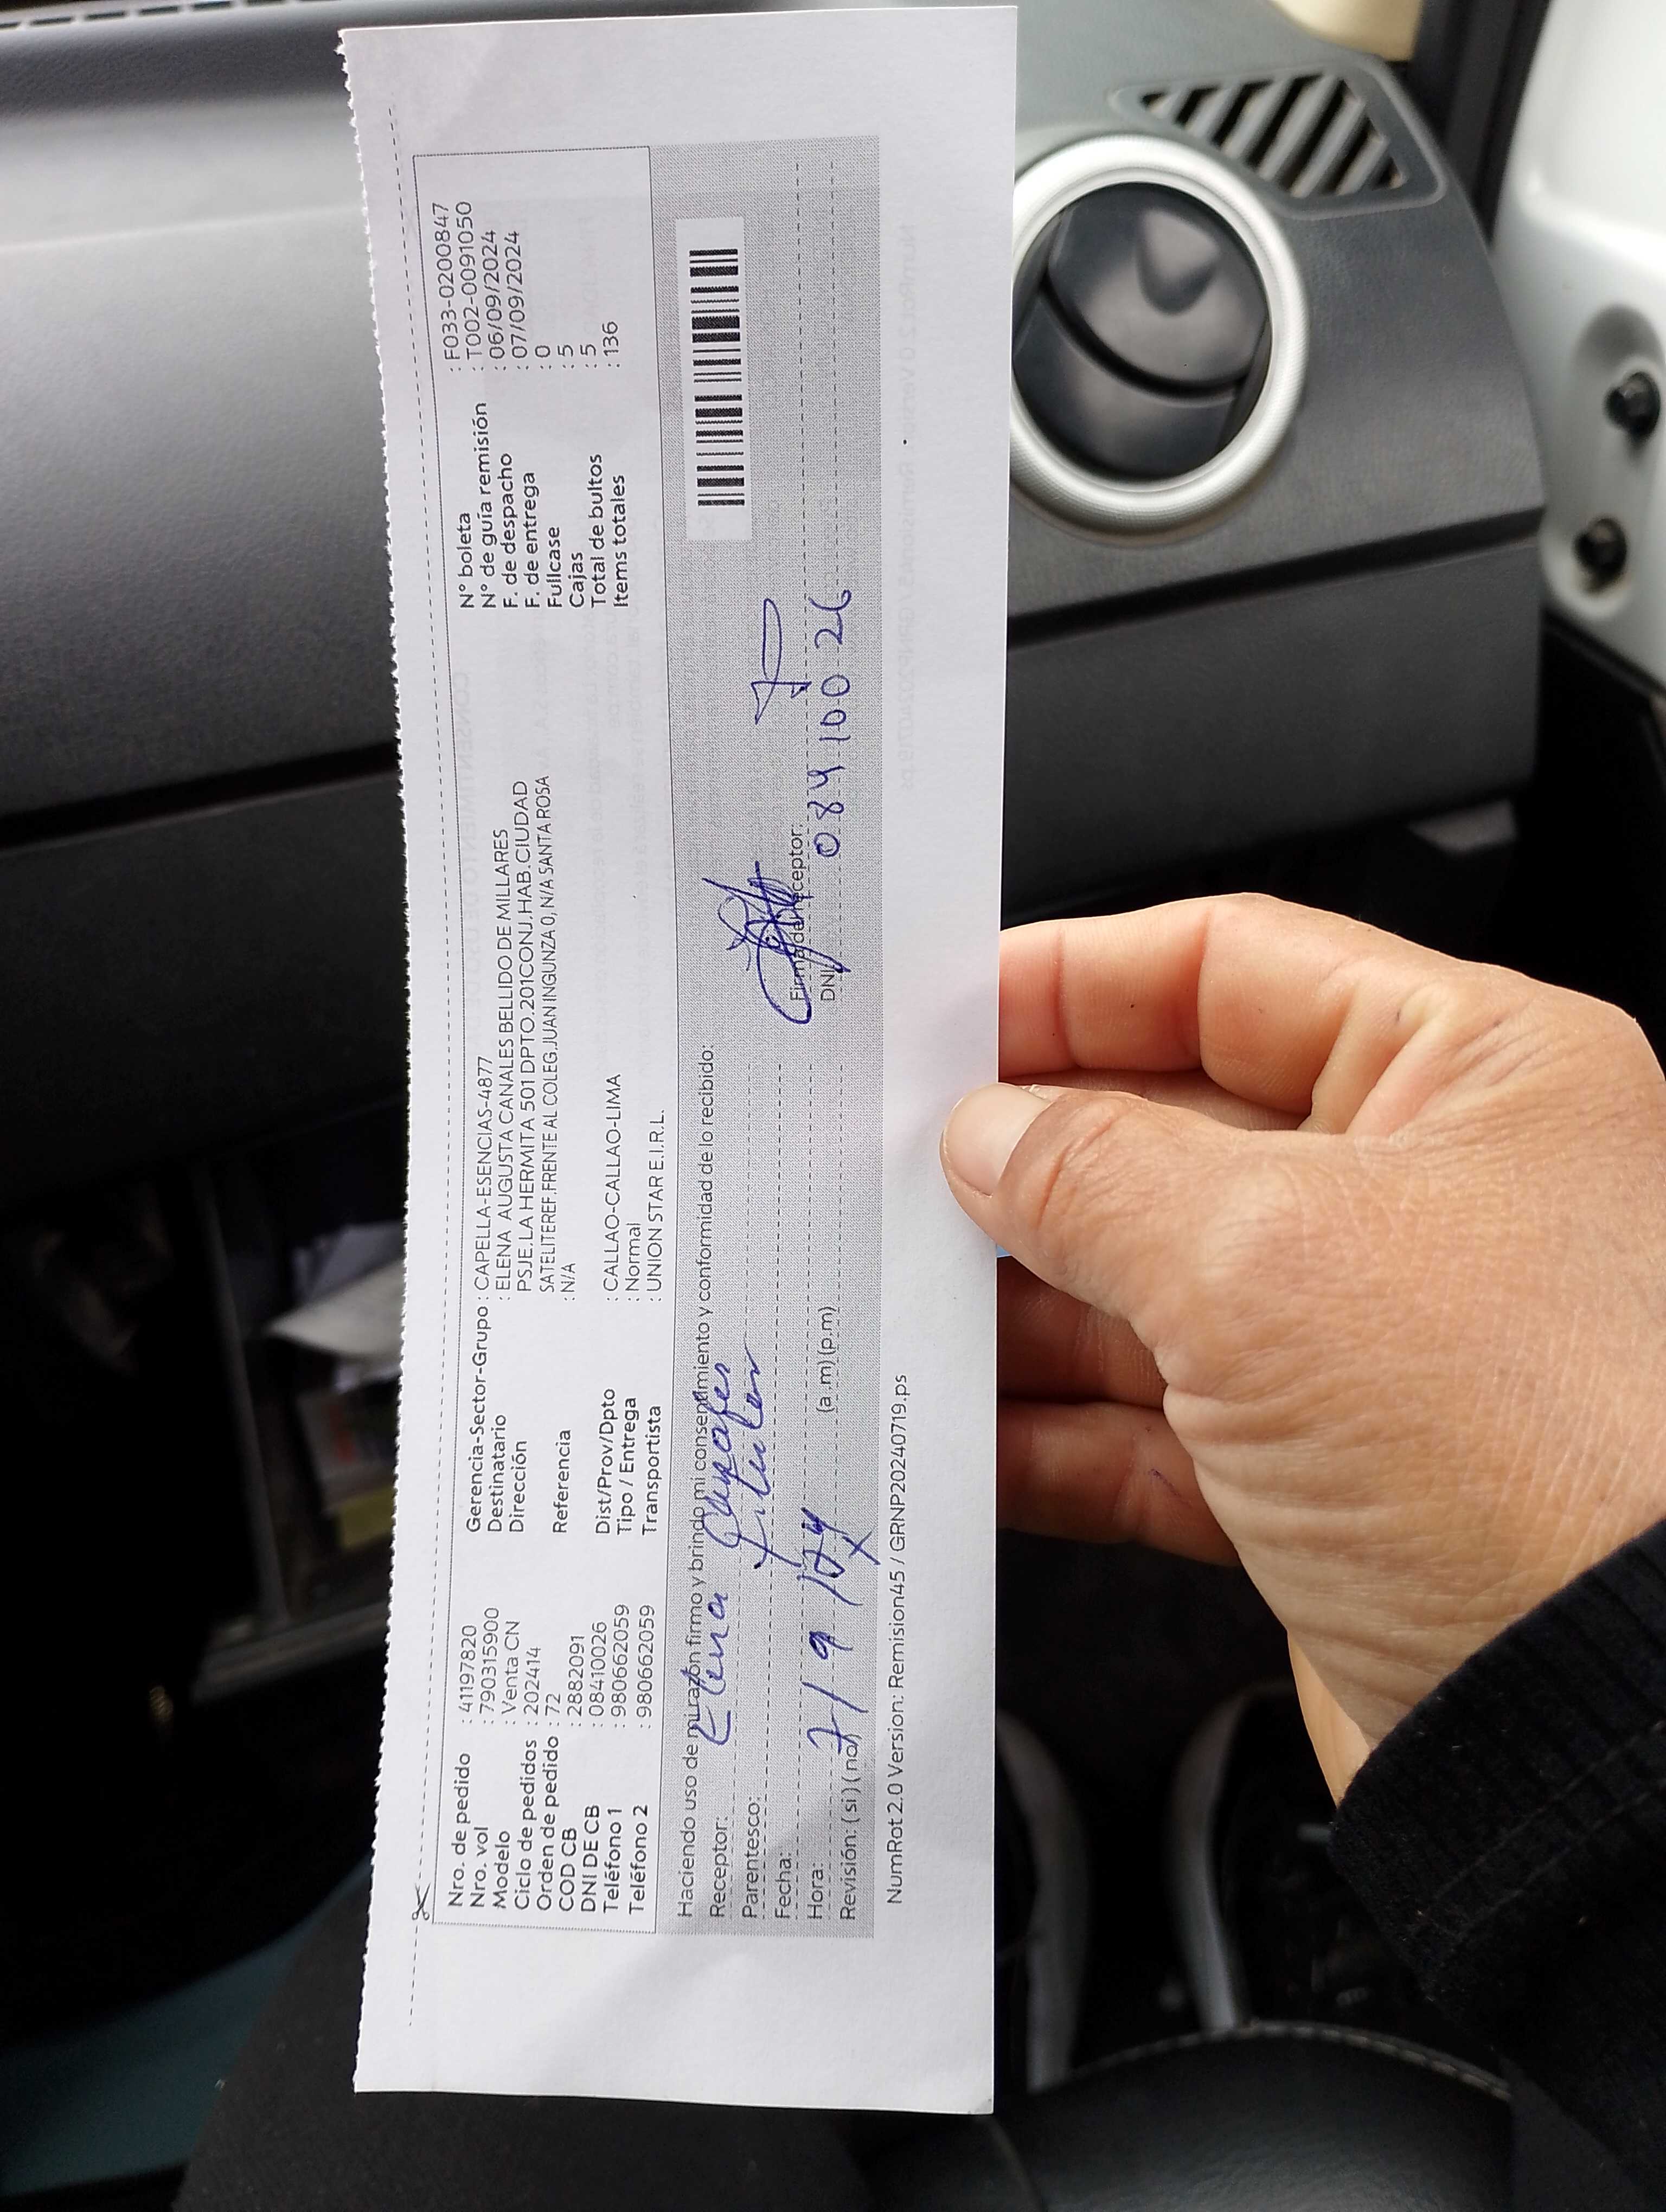 Nro. de pedido : 41197820
Nro. vol : 790315900
Modelo : Venta CN
Ciclo de pedidos : 202414
Orden de pedido : 72
COD CB : 2882091
DNI DE CB : 08410026
Teléfono 1 : 980662059
Teléfono 2 : 980662059
Gerencia-Sector-Grupo : CAPELLA-ESENCIAS-4877
Destinatario : ELENA AUGUSTA CANALES BELLIDO DE MILLARES
Dirección PSJE.LA HERMITA 501 DPTO.201CONJ.HAB.CIUDAD
SATELITEREF.FRENTE AL COLEG.JUAN INGUNZA 0, N/A SANTA ROSA
Referencia : N/A
Dist/Prov/Dpto : CALLAO-CALLAO-LIMA
Tipo / Entrega : Normal
Transportista : UNION STAR E.I.R.L.
N° boleta : F033-0200847
N° de guía remisión : T002-0091050
F. de despacho : 06/09/2024
F. de entrega : 07/09/2024
Fullcase : 0
Cajas : 5
Total de bultos : 5
Items totales : 136
Haciendo uso de mi razón firmo y brindo mi consentimiento y conformidad de lo recibido:
Receptor: Elena Canales
Parentesco: titular
Fecha: 7/9/24
Hora: (a.m) (p.m)
Revisión: ( si ) ( no )
Firma de receptor:
DNI: 08410026
NumRot 2.0 Version: Remision45 / GRNP20240719.ps